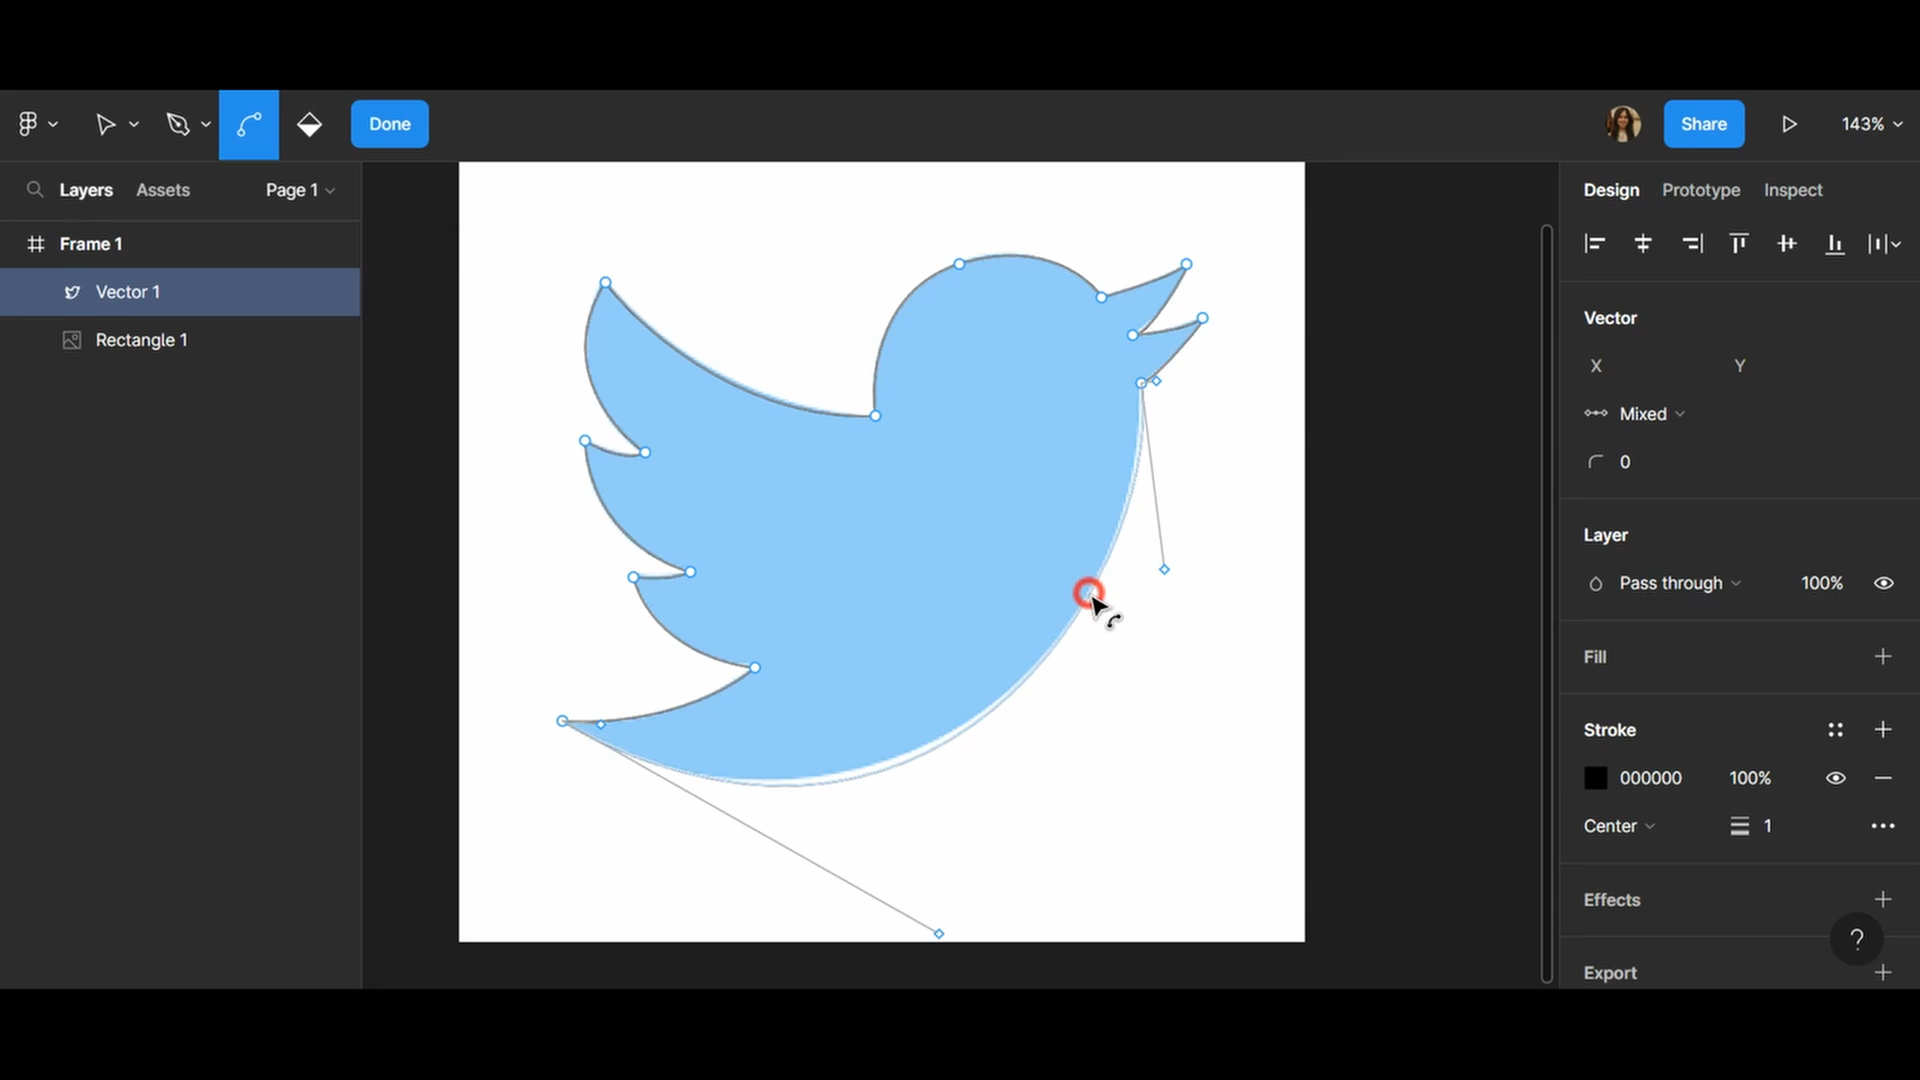 Done
Share
143%
Layers
Assets
Page 1
Design
Prototype
Inspect
Frame 1
Vector 1
Rectangle 1
Vector
X
Y
Mixed
0
Layer
Pass through
100%
Fill
Stroke
000000
100%
Center
1
Effects
?
Export